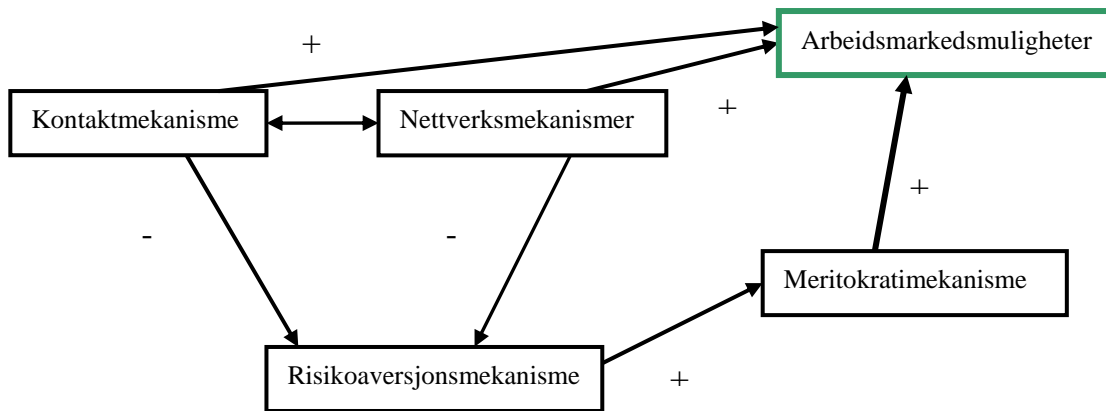 Arbeidsmarkedsmuligheter
+
Kontaktmekanisme
Nettverksmekanismer
+
+
-
-
Meritokratimekanisme
Risikoaversjonsmekanisme
+